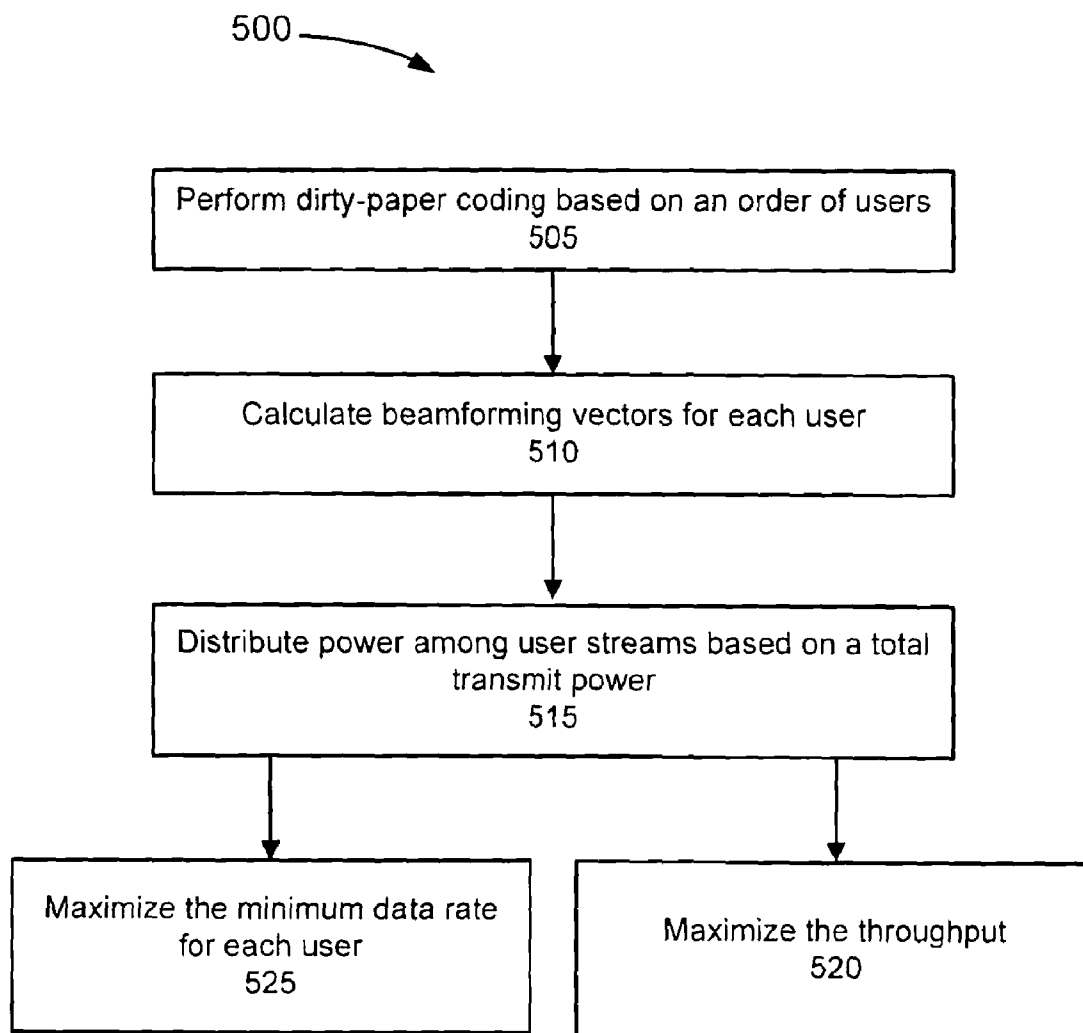 500
Perform dirty-paper coding based on an order of users
505
Calculate beamforming vectors for each user
510
Distribute power among user streams based on a total
transmit power
515
Maximize the minimum data rate
for each user
525
Maximize the throughput
520